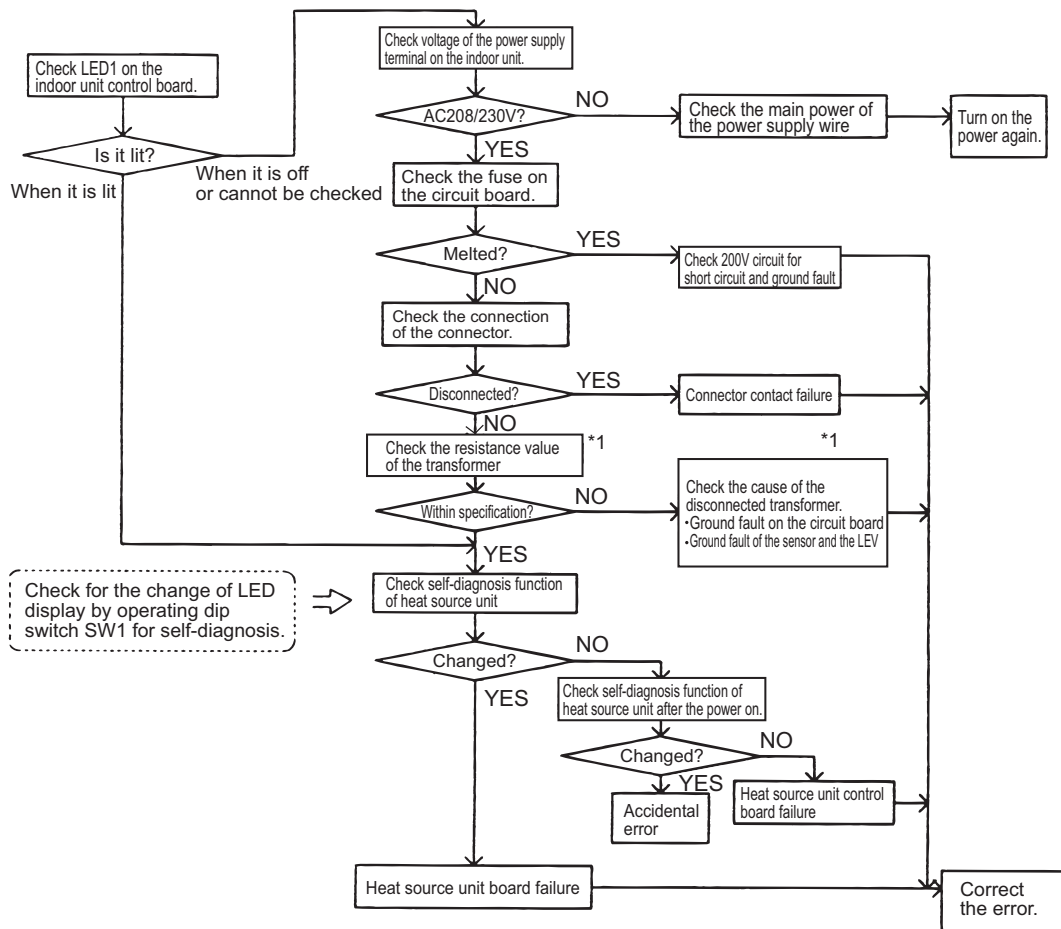 Check voltage of the power supply
terminal on the indoor unit.
Check LED1 on the
indoor unit control board.
AC208/230V?
NO
Check the main power of
the power supply wire
Turn on the
power again.
Is it lit?
YES
When it is lit
When it is off
or cannot be checked
Check the fuse on
the circuit board.
Melted?
YES
Check 200V circuit for
short circuit and ground fault
NO
Check the connection
of the connector.
Disconnected?
YES
Connector contact failure
NO
Check the resistance value
of the transformer
*1
*1
Within specification?
NO
Check the cause of the
disconnected transformer.
•Ground fault on the circuit board
•Ground fault of the sensor and the LEV
YES
Check for the change of LED
display by operating dip
switch SW1 for self-diagnosis.
Check self-diagnosis function
of heat source unit
Changed?
NO
YES
Check self-diagnosis function of
heat source unit after the power on.
Changed?
NO
YES
Accidental
error
Heat source unit control
board failure
Heat source unit board failure
Correct
the error.